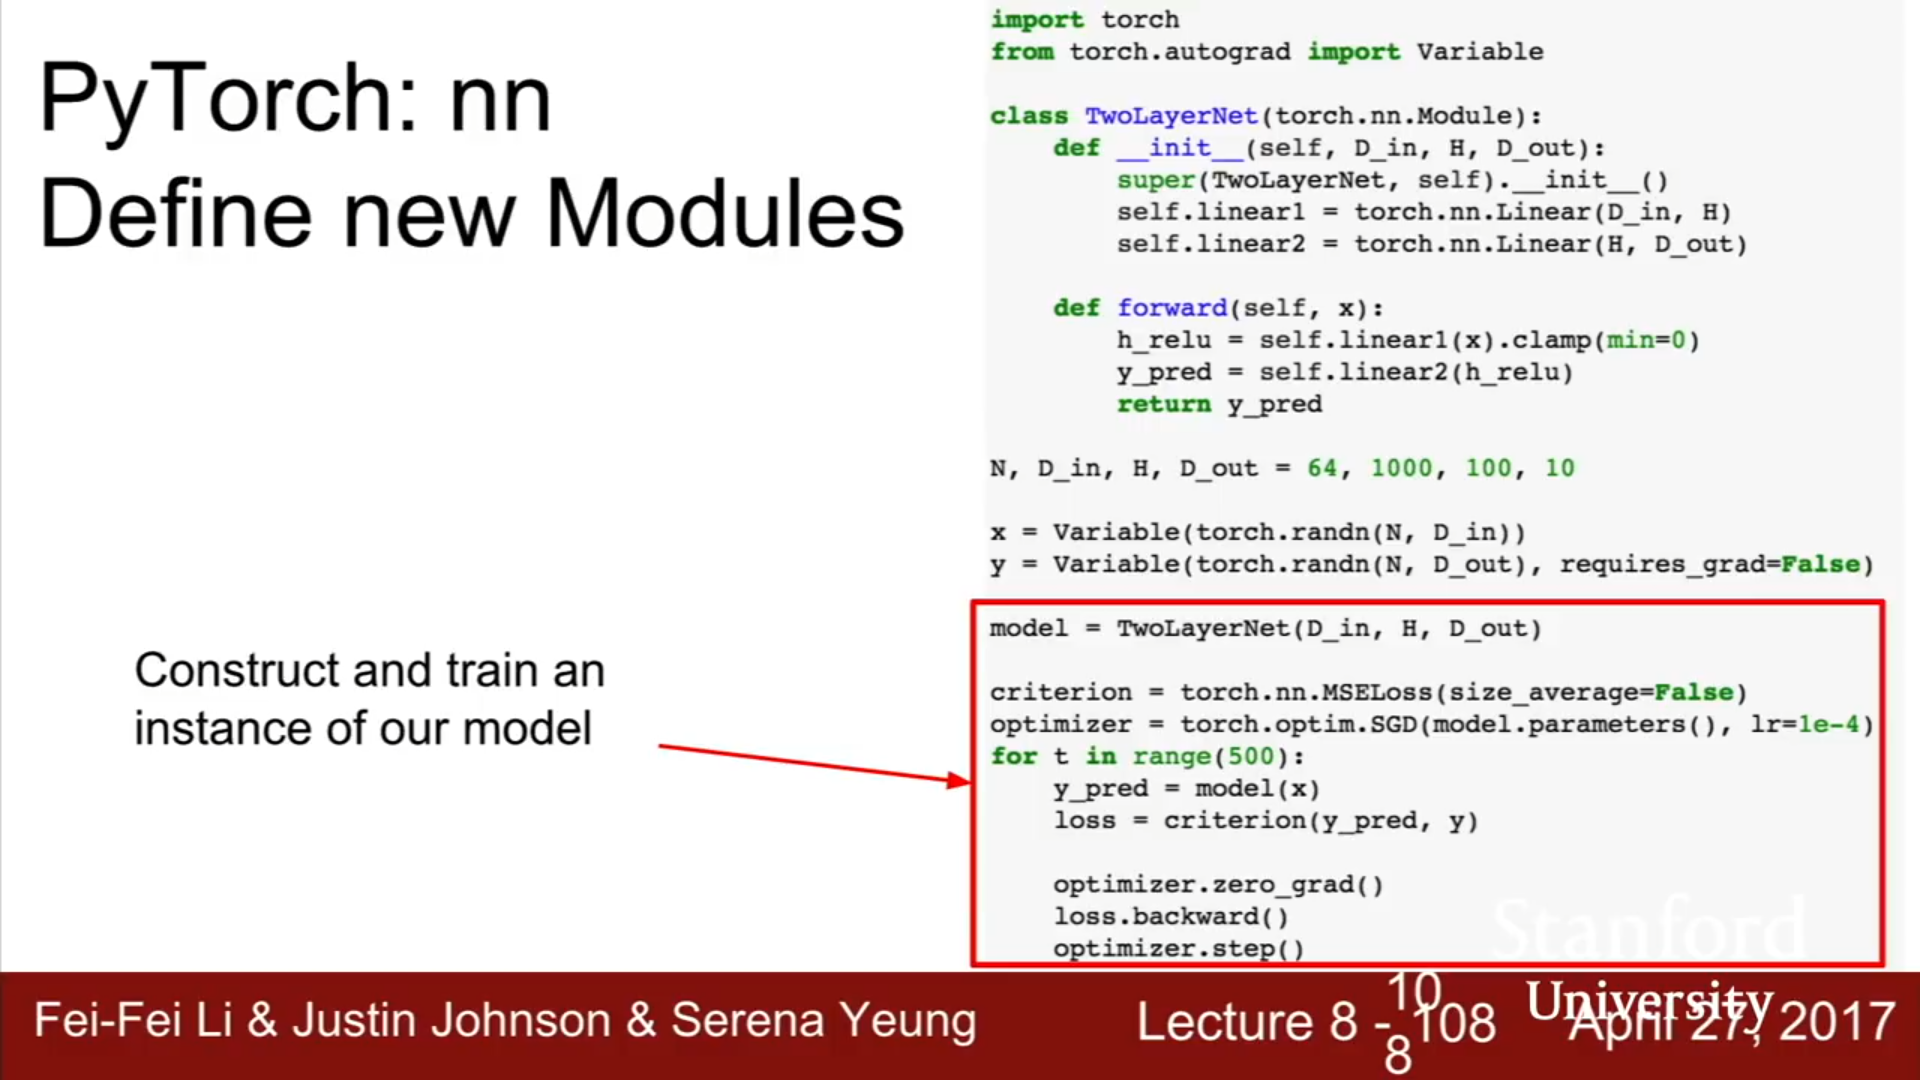 PyTorch: nn
Define new Modules
import torch
from torch.autograd import Variable
class TwoLayerNet(torch.nn.Module):
    def __init__(self, D_in, H, D_out):
        super(TwoLayerNet, self).__init__()
        self.linear1 = torch.nn.Linear(D_in, H)
        self.linear2 = torch.nn.Linear(H, D_out)
    def forward(self, x):
        h_relu = self.linear1(x).clamp(min=0)
        y_pred = self.linear2(h_relu)
        return y_pred
N, D_in, H, D_out = 64, 1000, 100, 10
x = Variable(torch.randn(N, D_in))
y = Variable(torch.randn(N, D_out), requires_grad=False)
Construct and train an
instance of our model
model = TwoLayerNet(D_in, H, D_out)
criterion = torch.nn.MSELoss(size_average=False)
optimizer = torch.optim.SGD(model.parameters(), lr=1e-4)
for t in range(500):
    y_pred = model(x)
    loss = criterion(y_pred, y)
    optimizer.zero_grad()
    loss.backward()
    optimizer.step()
Stanford
University
Fei-Fei Li & Justin Johnson & Serena Yeung
Lecture 8 - 108
10
8
April 27, 2017